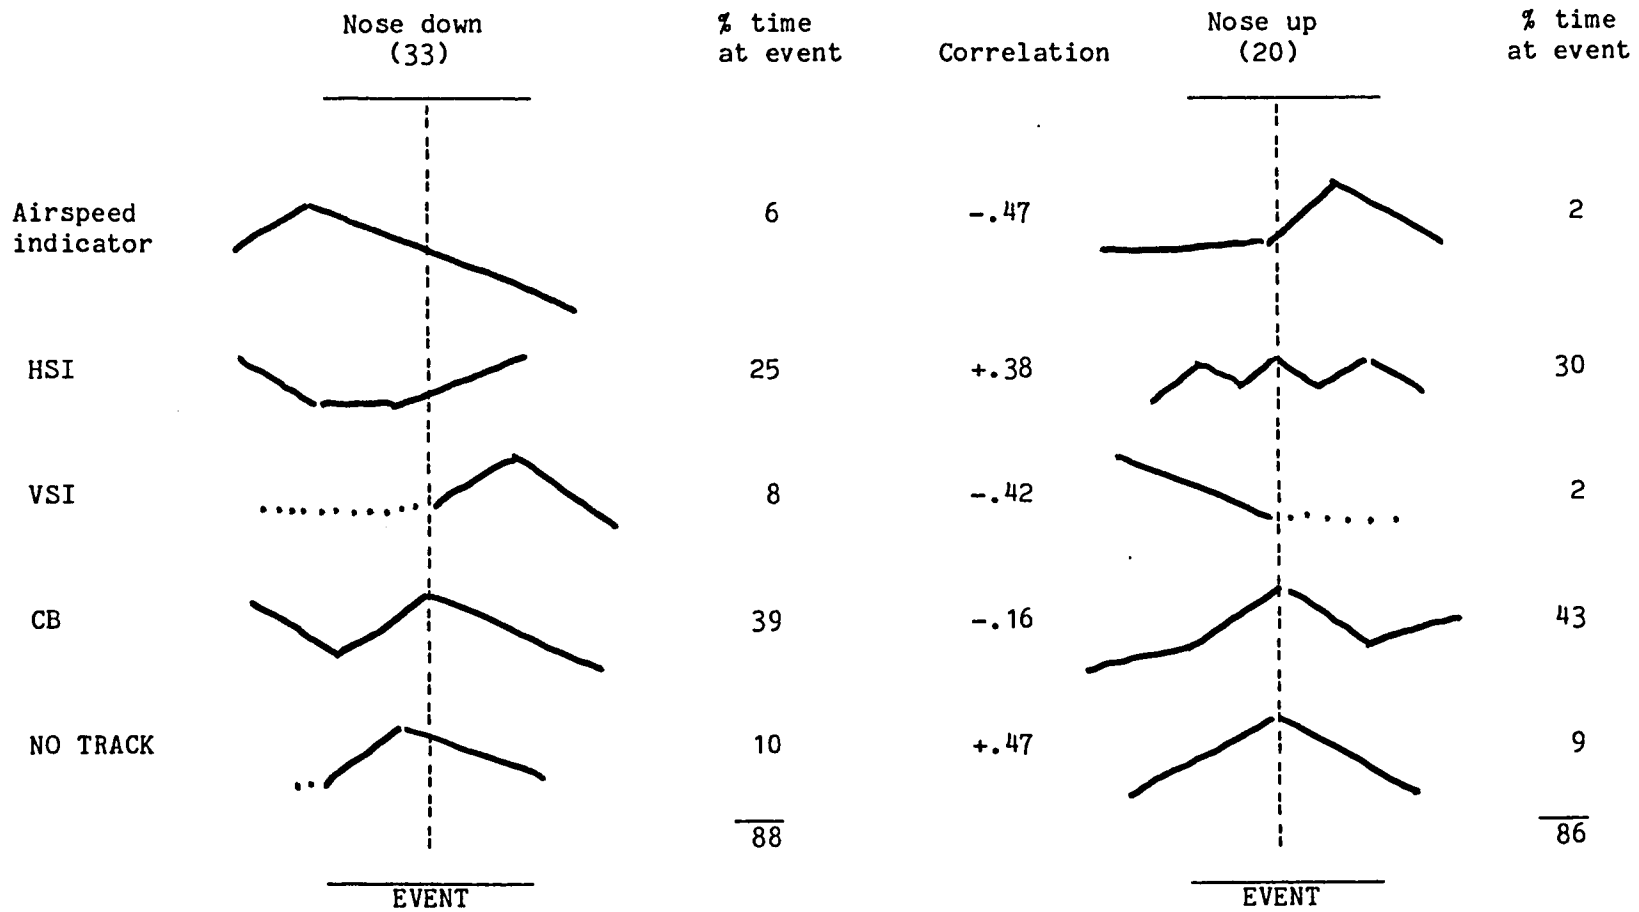 Nose down % time Nose up % time
(33) at event Correlation (20) at event
Airspeed 6 -.47 2
indicator
HSI 25 +.38 30
VSI 8 -.42 2
CB 39 -.16 43
NO TRACK 10 +.47 9
88 86
EVENT EVENT